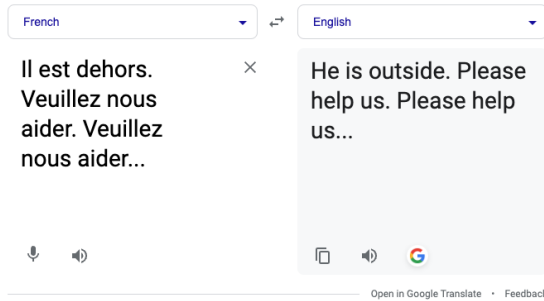 French
English
Il est dehors.
Veuillez nous
aider. Veuillez
nous aider...
He is outside. Please
help us. Please help
us...
Open in Google Translate • Feedback